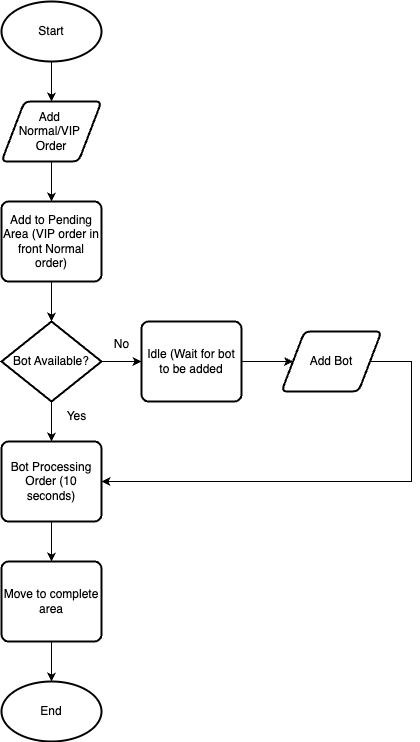 Start
Add
Normal/VIP
Order
Add to Pending
Area (VIP order in
front Normal
order)
Bot Available?
No
Idle (Wait for bot
to be added
Add Bot
Yes
Bot Processing
Order (10
seconds)
Move to complete
area
End